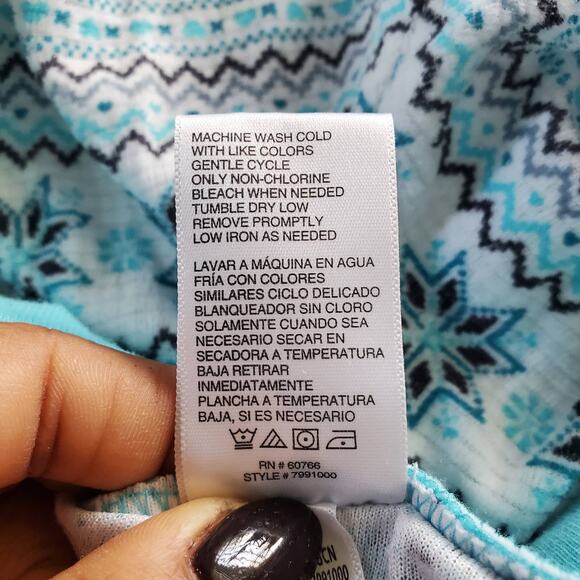 MACHINE WASH COLD
WITH LIKE COLORS
GENTLE CYCLE
ONLY NON-CHLORINE
BLEACH WHEN NEEDED
TUMBLE DRY LOW
REMOVE PROMPTLY
LOW IRON AS NEEDED
LAVAR A MÁQUINA EN AGUA
FRÍA CON COLORES
SIMILARES CICLO DELICADO
BLANQUEADOR SIN CLORO
SOLAMENTE CUANDO SEA
NECESARIO SECAR EN
SECADORA A TEMPERATURA
BAJA RETIRAR
INMEDIATAMENTE
PLANCHA A TEMPERATURA
BAJA, SI ES NECESARIO
RN # 60766
STYLE # 7991000